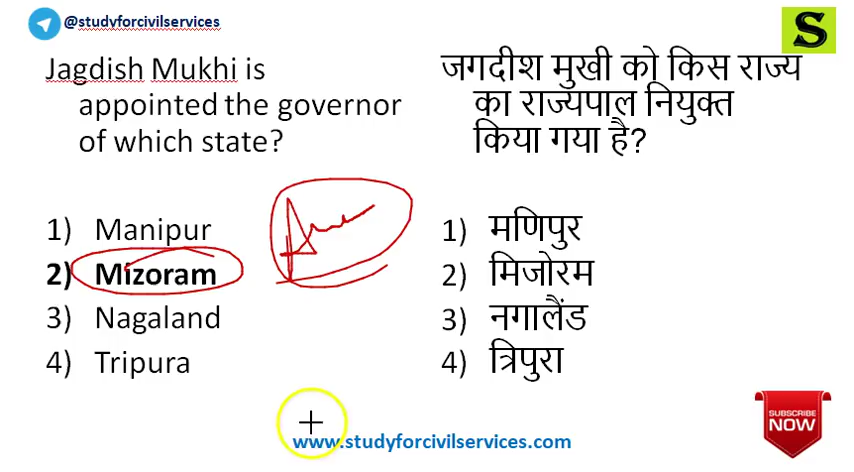 @studyforcivilservices
S
Jagdish Mukhi is
appointed the governor
of which state?
1) Manipur
2) Mizoram
3) Nagaland
4) Tripura
जगदीश मुखी को किस राज्य
का राज्यपाल नियुक्त
किया गया है?
1) मणिपुर
2) मिजोरम
3) नगालैंड
4) त्रिपुरा
SUBSCRIBE
NOW
www.studyforcivilservices.com